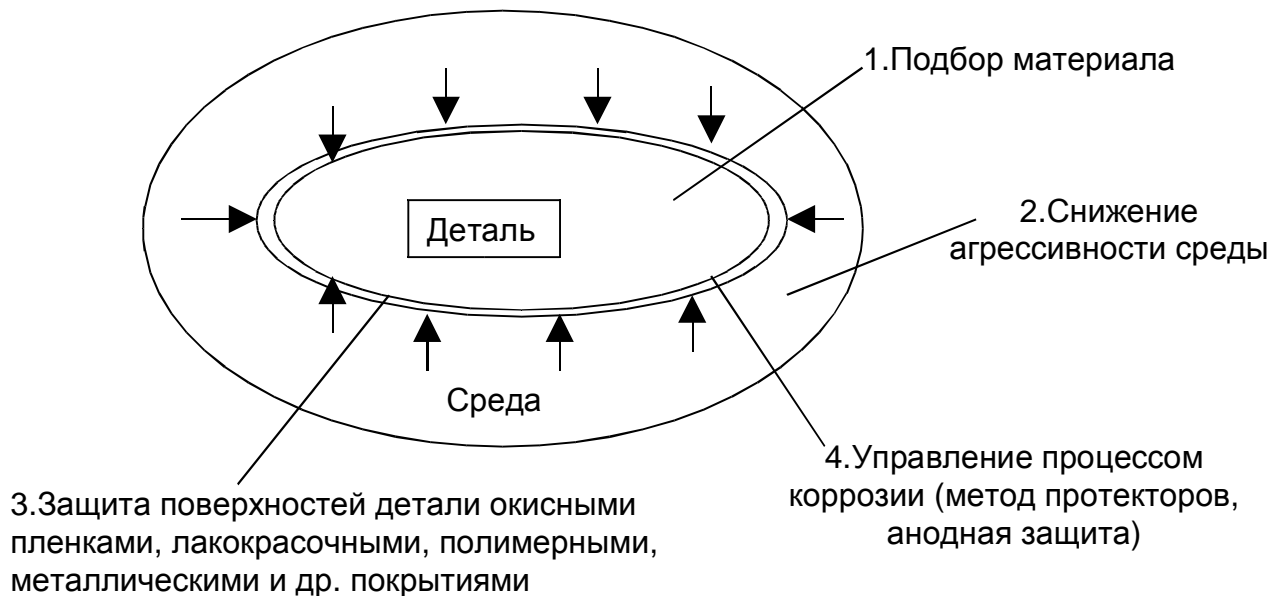 1.Подбор материала
2.Снижение
агрессивности среды
Деталь
Среда
4.Управление процессом
коррозии (метод протекторов,
анодная защита)
3.Защита поверхностей детали окисными
пленками, лакокрасочными, полимерными,
металлическими и др. покрытиями